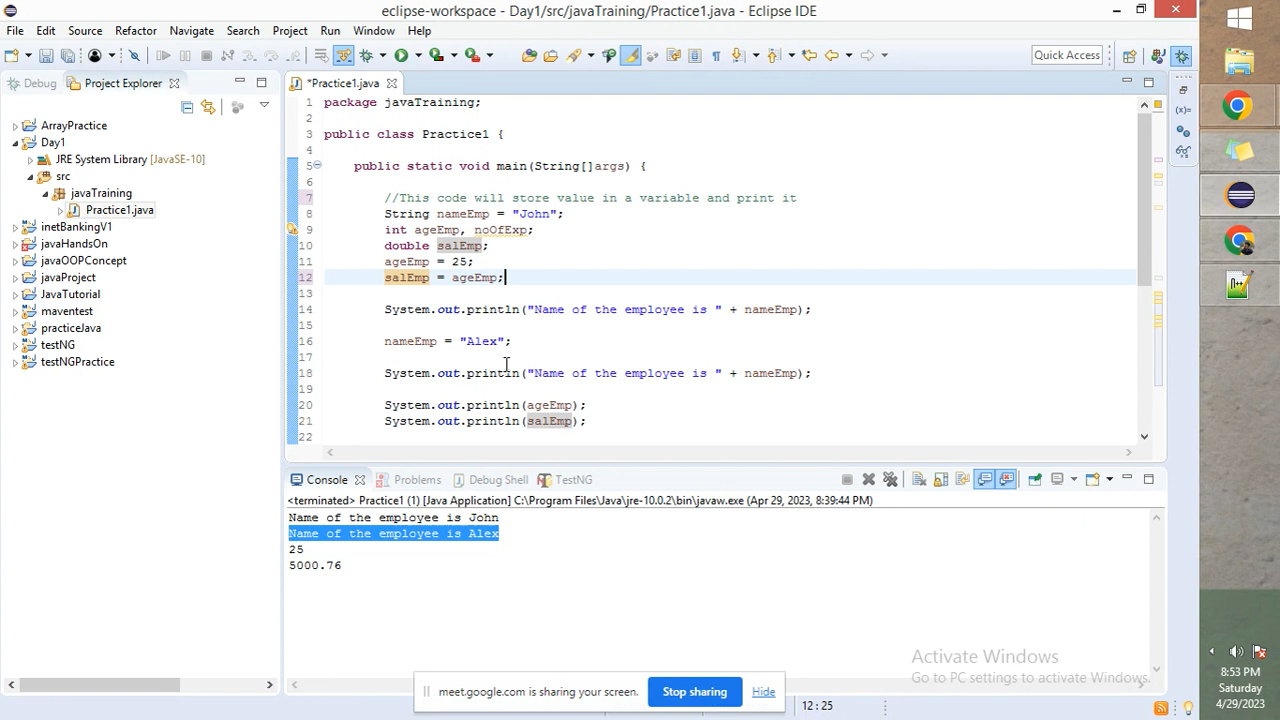 eclipse-workspace - Day1/src/javaTraining/Practice1.java - Eclipse IDE
File Edit Source Refactor Navigate Search Project Run Window Help
Quick Access
Debug Project Explorer
*Practice1.java
ArrayPractice
Day1
JRE System Library [JavaSE-10]
src
javaTraining
Practice1.java
inetBankingV1
javaHandsOn
javaOOPConcept
javaProject
JavaTutorial
maventest
practiceJava
testNG
testNGPractice
1 package javaTraining;
2
3 public class Practice1 {
4
5 public static void main(String[]args) {
6
7 //This code will store value in a variable and print it
8 String nameEmp = "John";
9 int ageEmp, noOfExp;
10 double salEmp;
11 ageEmp = 25;
12 salEmp = ageEmp;
13
14 System.out.println("Name of the employee is " + nameEmp);
15
16 nameEmp = "Alex";
17
18 System.out.println("Name of the employee is " + nameEmp);
19
20 System.out.println(ageEmp);
21 System.out.println(salEmp);
22
Console Problems Debug Shell TestNG
<terminated> Practice1 (1) [Java Application] C:\Program Files\Java\jre-10.0.2\bin\javaw.exe (Apr 29, 2023, 8:39:44 PM)
Name of the employee is John
Name of the employee is Alex
25
5000.76
Activate Windows
Go to PC settings to activate Windows.
meet.google.com is sharing your screen. Stop sharing Hide
12 : 25
8:53 PM
Saturday
4/29/2023